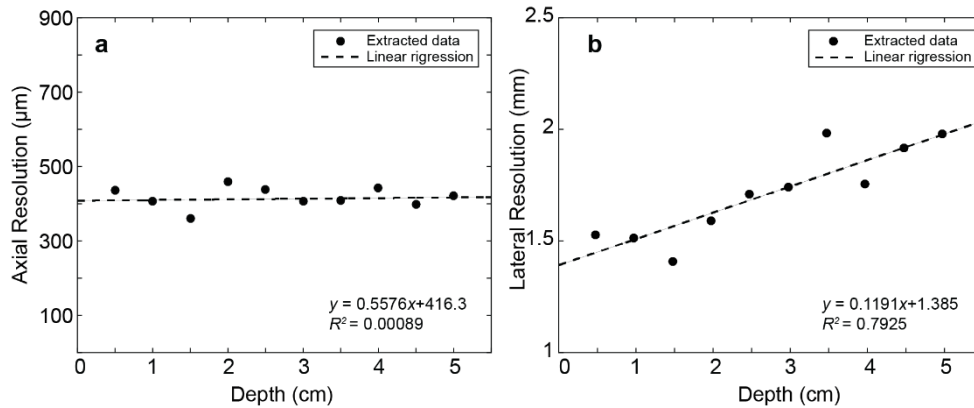 a
900
700
500
300
100
Axial Resolution (µm)
Extracted data
Linear rigression
y = 0.5576x+416.3
R² = 0.00089
0 1 2 3 4 5
Depth (cm)
b
2.5
2
1.5
1
Lateral Resolution (mm)
Extracted data
Linear rigression
y = 0.1191x+1.385
R² = 0.7925
0 1 2 3 4 5
Depth (cm)